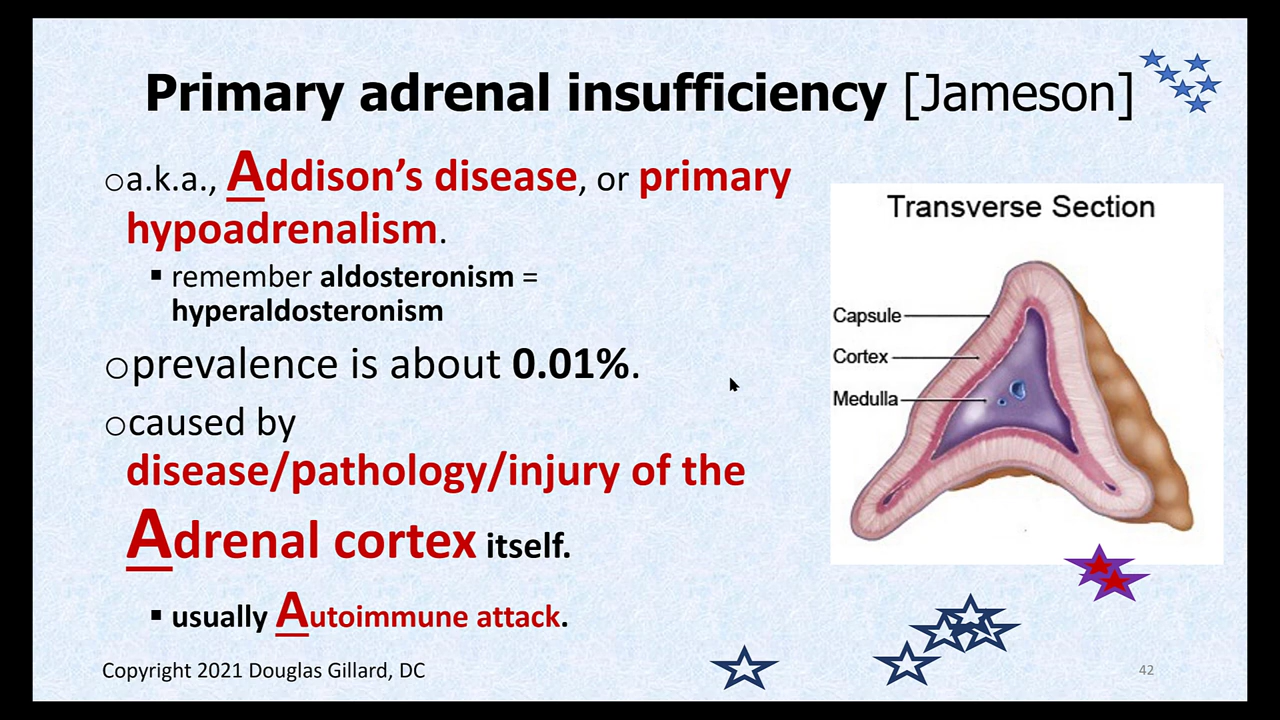 Primary adrenal insufficiency [Jameson]
○a.k.a., Addison’s disease, or primary
hypoadrenalism.
▪ remember aldosteronism =
hyperaldosteronism
○prevalence is about 0.01%.
○caused by
disease/pathology/injury of the
Adrenal cortex itself.
▪ usually Autoimmune attack.
Transverse Section
Capsule
Cortex
Medulla
Copyright 2021 Douglas Gillard, DC
42